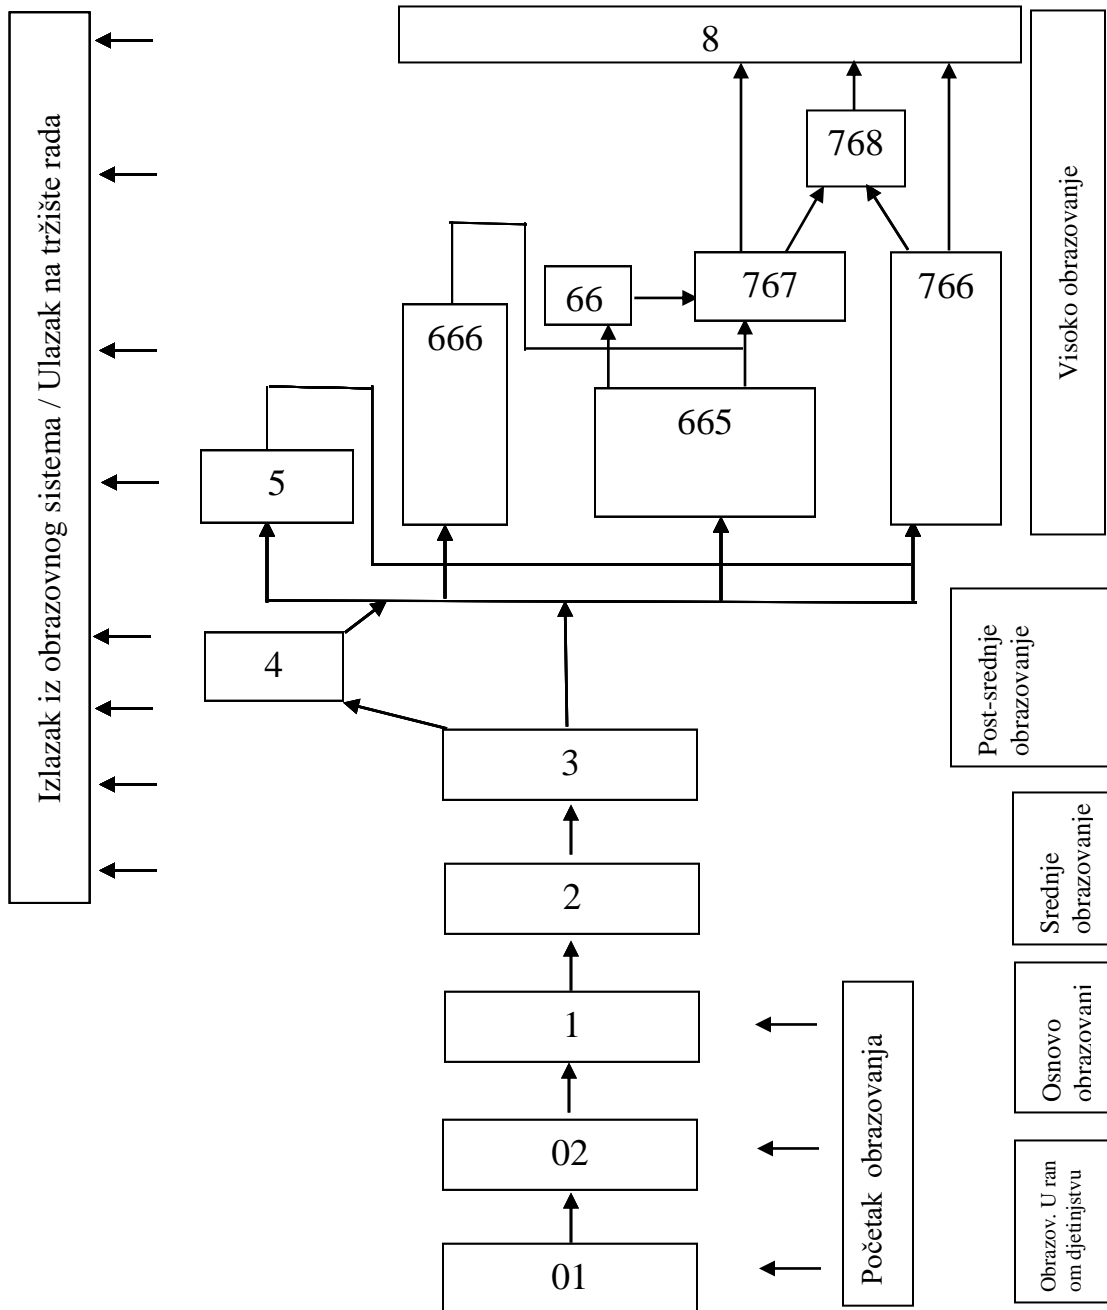 Izlazak iz obrazovnog sistema / Ulazak na tržište rada
8
768
767
766
66
666
665
5
4
3
2
1
02
01
Početak obrazovanja
Visoko obrazovanje
Post-srednje
obrazovanje
Srednje
obrazovanje
Osnovo
obrazovani
Obrazov. U ran
om djetinjstvu